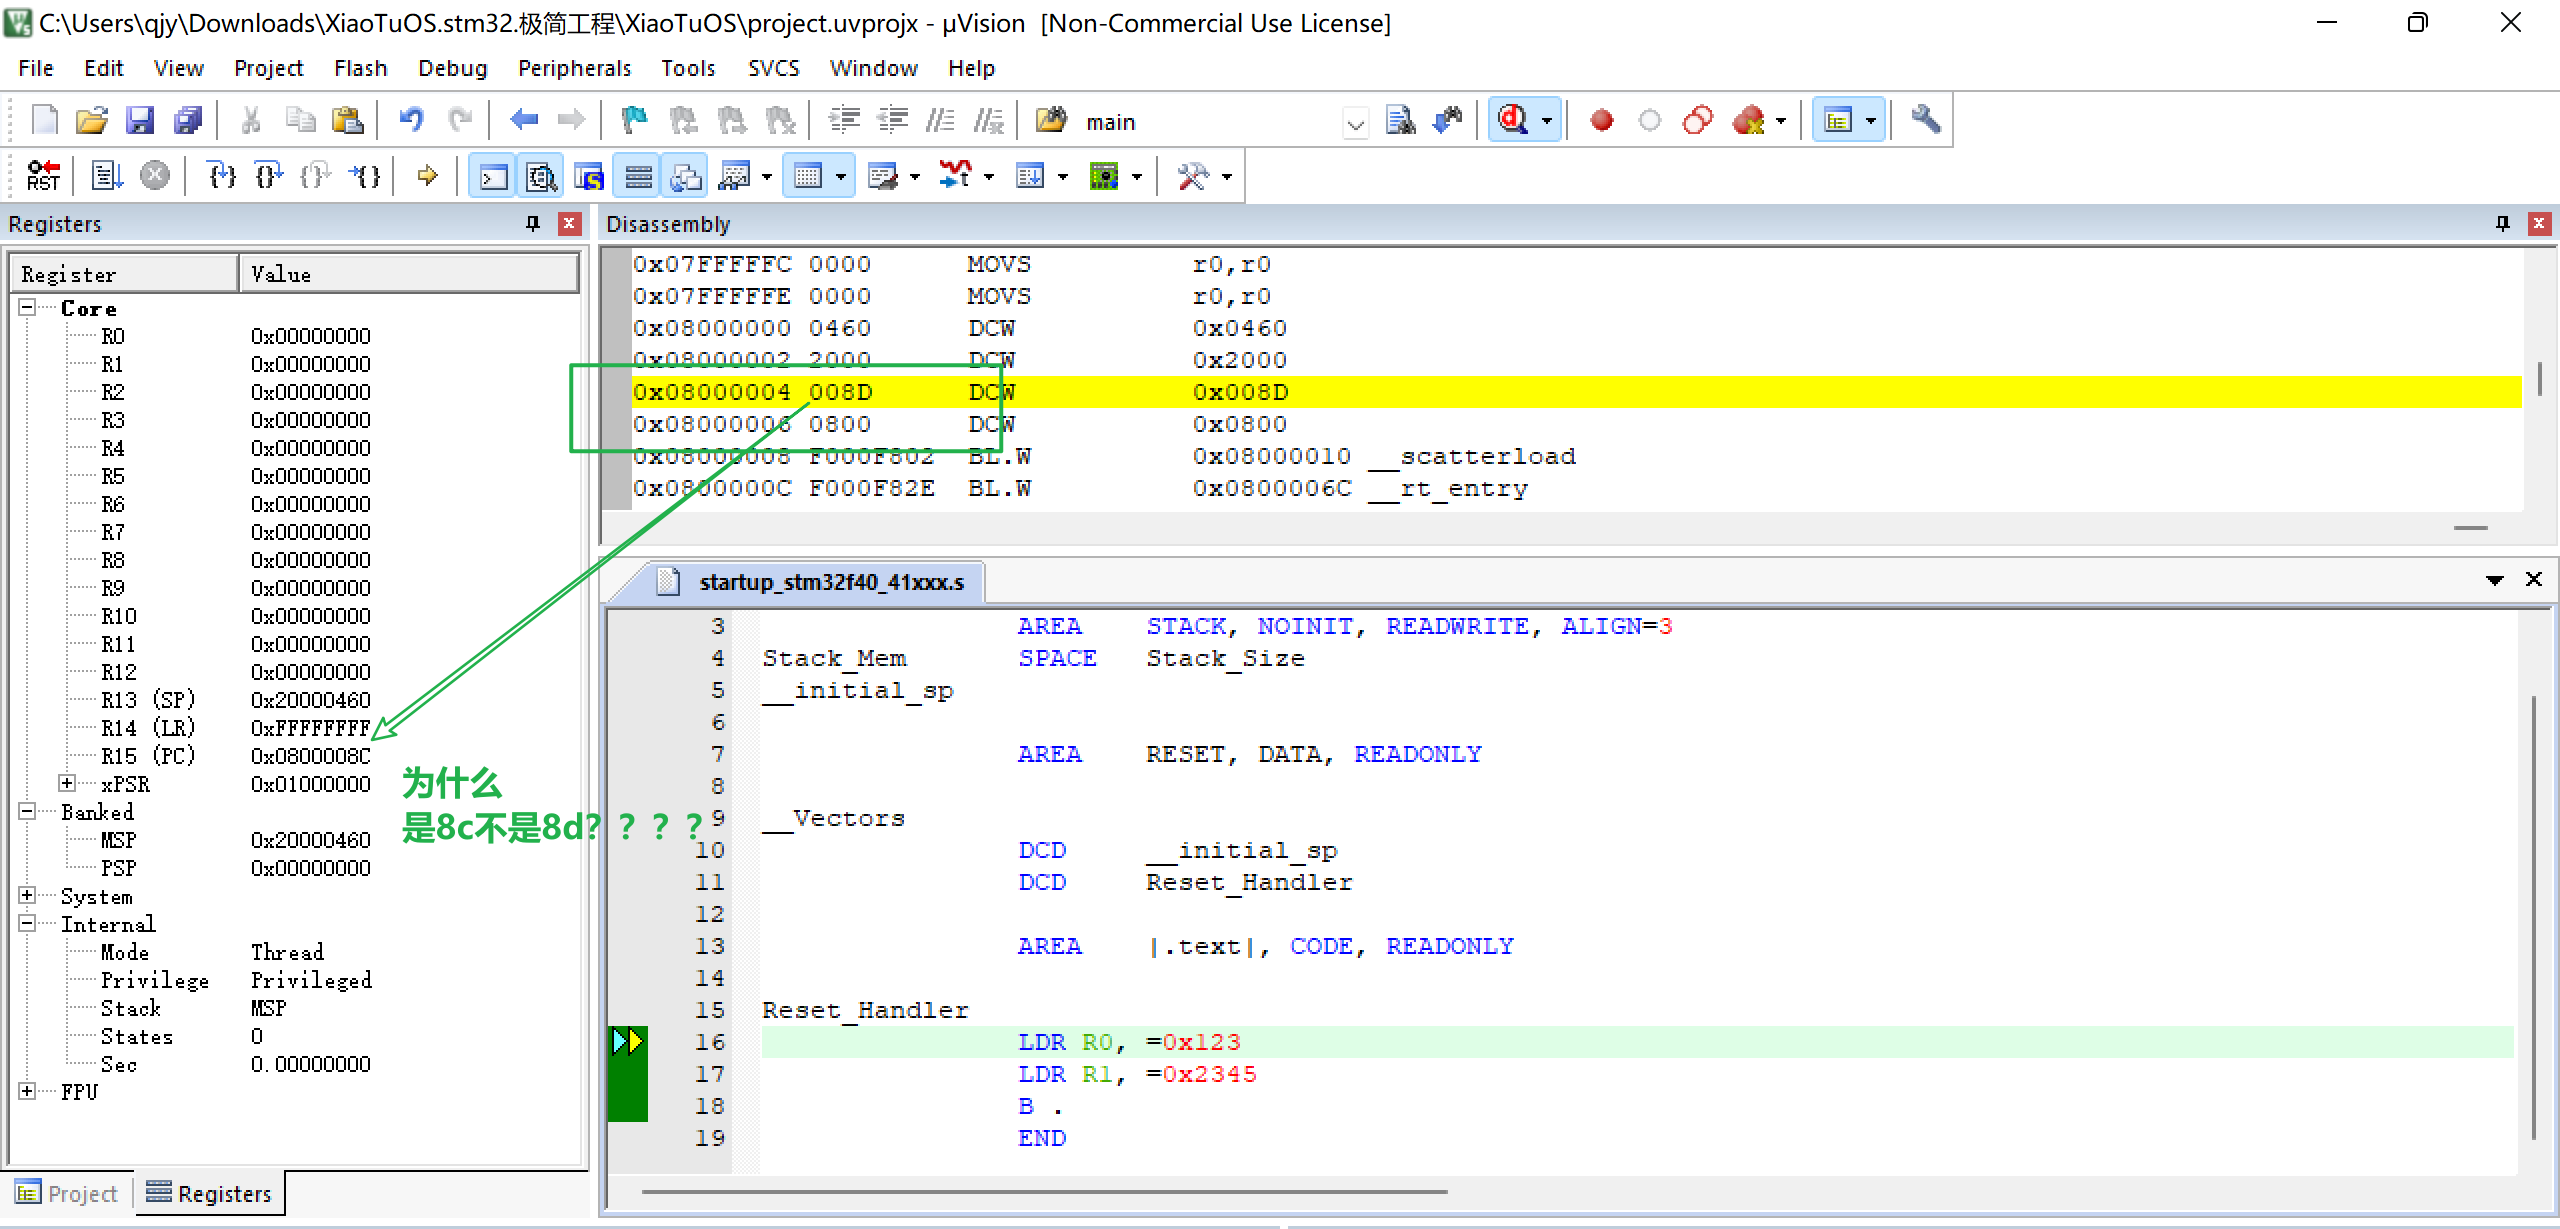 C:\Users\qjy\Downloads\XiaoTuOS.stm32.极简工程\XiaoTuOS\project.uvprojx - µVision  [Non-Commercial Use License]
File Edit View Project Flash Debug Peripherals Tools SVCS Window Help
main
RST
Registers
Register Value
Core
R0 0x00000000
R1 0x00000000
R2 0x00000000
R3 0x00000000
R4 0x00000000
R5 0x00000000
R6 0x00000000
R7 0x00000000
R8 0x00000000
R9 0x00000000
R10 0x00000000
R11 0x00000000
R12 0x00000000
R13 (SP) 0x20000460
R14 (LR) 0xFFFFFFFF
R15 (PC) 0x0800008C
xPSR 0x01000000
Banked
MSP 0x20000460
PSP 0x00000000
System
Internal
Mode Thread
Privilege Privileged
Stack MSP
States 0
Sec 0.00000000
FPU
Project Registers
为什么
是8c不是8d？？？？
Disassembly
0x07FFFFFC 0000 MOVS r0,r0
0x07FFFFFE 0000 MOVS r0,r0
0x08000000 0460 DCW 0x0460
0x08000002 2000 DCW 0x2000
0x08000004 008D DCW 0x008D
0x08000006 0800 DCW 0x0800
0x08000008 F000F802 BL.W 0x08000010 __scatterload
0x0800000C F000F82E BL.W 0x0800006C __rt_entry
startup_stm32f40_41xxx.s
3 AREA STACK, NOINIT, READWRITE, ALIGN=3
4 Stack_Mem SPACE Stack_Size
5 __initial_sp
6
7 AREA RESET, DATA, READONLY
8
9 __Vectors
10 DCD __initial_sp
11 DCD Reset_Handler
12
13 AREA |.text|, CODE, READONLY
14
15 Reset_Handler
16 LDR R0, =0x123
17 LDR R1, =0x2345
18 B .
19 END